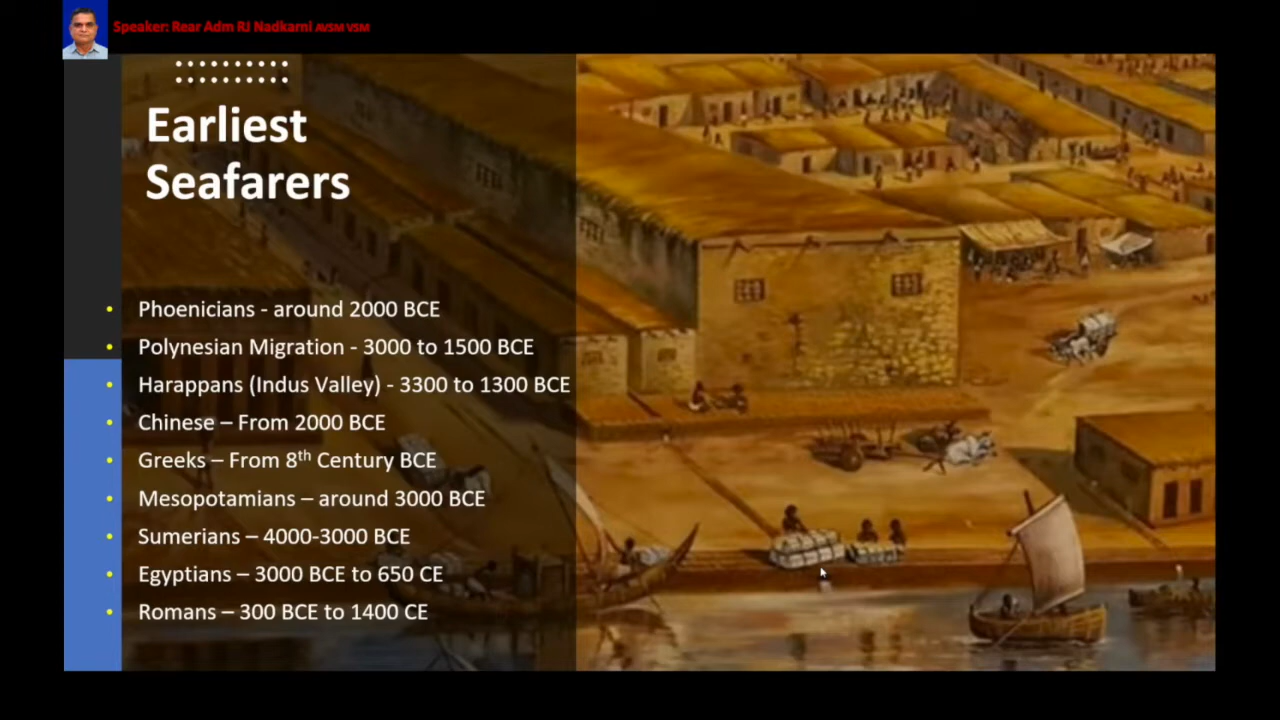 Speaker: Rear Adm RJ Nadkarni AVSM VSM
Earliest
Seafarers
• Phoenicians - around 2000 BCE
• Polynesian Migration - 3000 to 1500 BCE
• Harappans (Indus Valley) - 3300 to 1300 BCE
• Chinese – From 2000 BCE
• Greeks – From 8th Century BCE
• Mesopotamians – around 3000 BCE
• Sumerians – 4000-3000 BCE
• Egyptians – 3000 BCE to 650 CE
• Romans – 300 BCE to 1400 CE